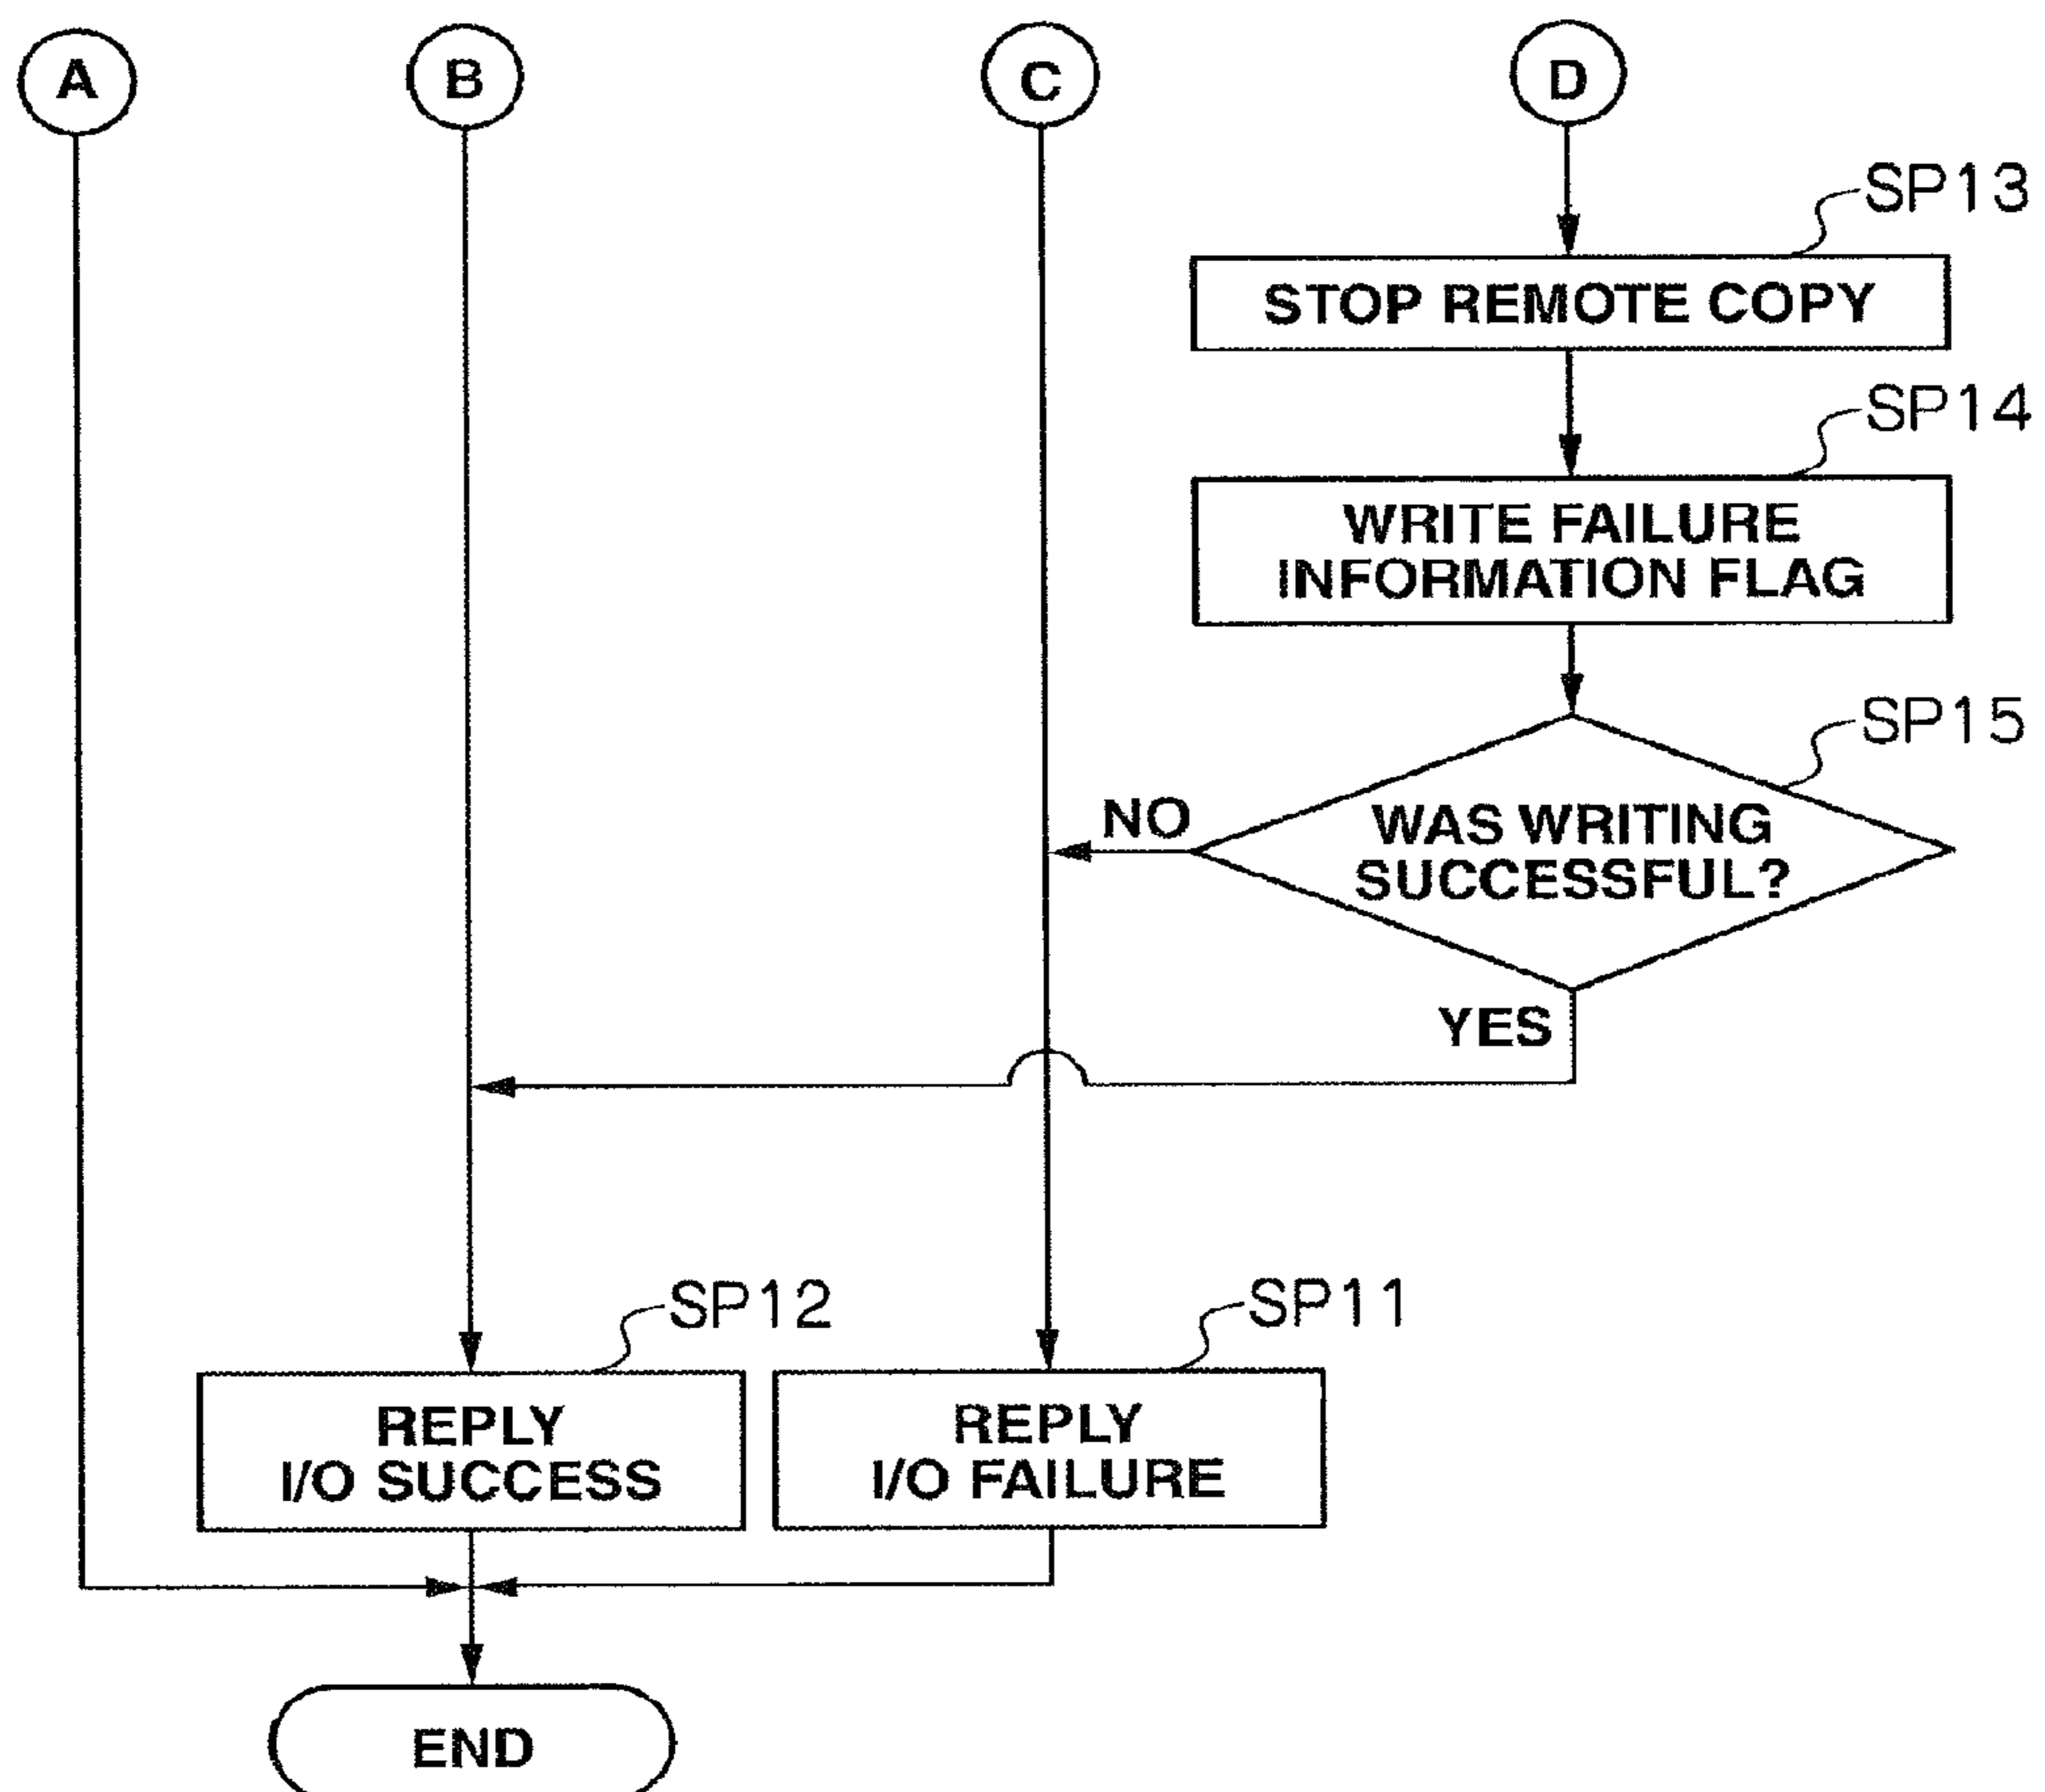 A
B
C
D
SP13
STOP REMOTE COPY
SP14
WRITE FAILURE
INFORMATION FLAG
SP15
WAS WRITING
SUCCESSFUL?
NO
YES
SP12
REPLY
I/O SUCCESS
SP11
REPLY
I/O FAILURE
END